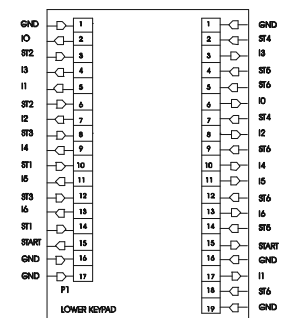 GND 1 1 GND
I0 2 2 ST4
ST2 3 3 I3
I3 4 4 ST5
I1 5 5 ST6
ST2 6 6 I0
I2 7 7 ST4
ST3 8 8 I2
I4 9 9 ST6
ST1 10 10 I4
I5 11 11 I5
ST3 12 12 ST6
I6 13 13 I6
ST1 14 14 ST5
START 15 15 START
GND 16 16 GND
GND 17 17 I1
P1 18 ST6
LOWER KEYPAD 19 GND